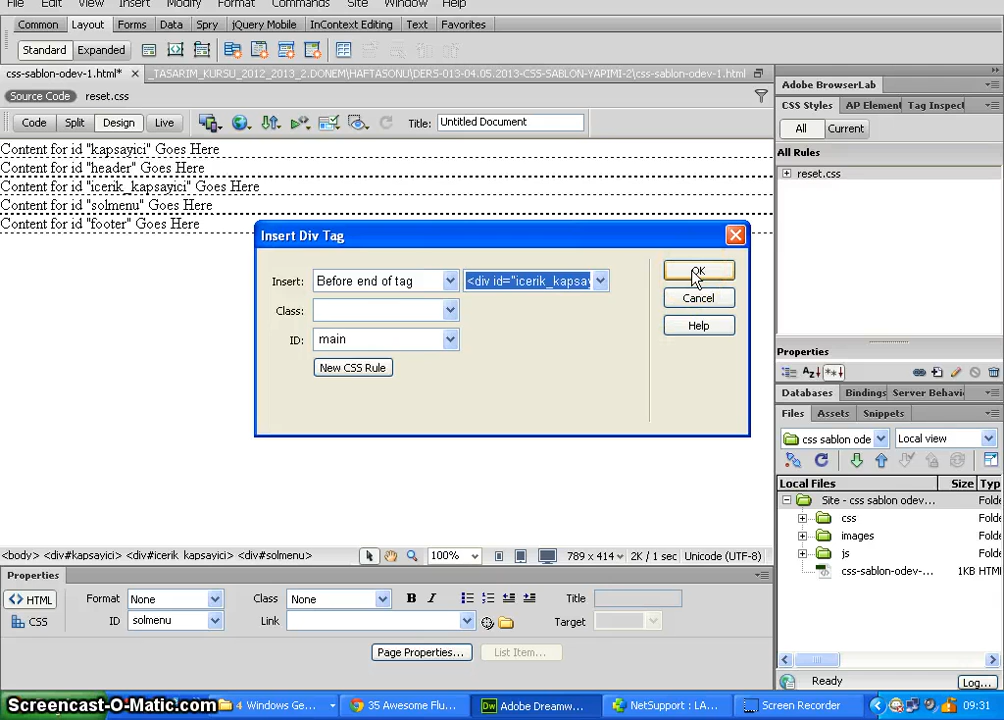 File Edit View Insert Modify Format Commands Site Window Help
Common Layout Forms Data Spry jQuery Mobile InContext Editing Text Favorites
Standard Expanded
css-sablon-odev-1.html* _TASARIM_KURSU_2012_2013_2.DONEM\HAFTASONU\DERS-013-04.05.2013-CSS-SABLON-YAPIMI-2\css-sablon-odev-1.html
Source Code reset.css
Code Split Design Live Title: Untitled Document
Content for id "kapsayici" Goes Here
Content for id "header" Goes Here
Content for id "icerik_kapsayici" Goes Here
Content for id "solmenu" Goes Here
Content for id "footer" Goes Here
Insert Div Tag
Insert: Before end of tag <div id="icerik_kapsay
Class:
ID: main
New CSS Rule
OK
Cancel
Help
Adobe BrowserLab
CSS Styles AP Element Tag Inspect
All Current
All Rules
reset.css
Properties
Databases Bindings Server Behavi
Files Assets Snippets
css sablon ode Local view
Local Files Size Typ
Site - css sablon odev... Folde
css Folde
images Folde
js Folde
css-sablon-odev-... 1KB HTM
Ready Log...
<body> <div#kapsayici> <div#icerik_kapsayici> <div#solmenu> 100% 789 x 414 2K / 1 sec Unicode (UTF-8)
Properties
HTML Format None Class None B I Title
CSS ID solmenu Link Target
Page Properties... List Item...
Screencast-O-Matic.com 4 Windows Ge... 35 Awesome Flu... Adobe Dreamw... NetSupport : LA... Screen Recorder 09:31